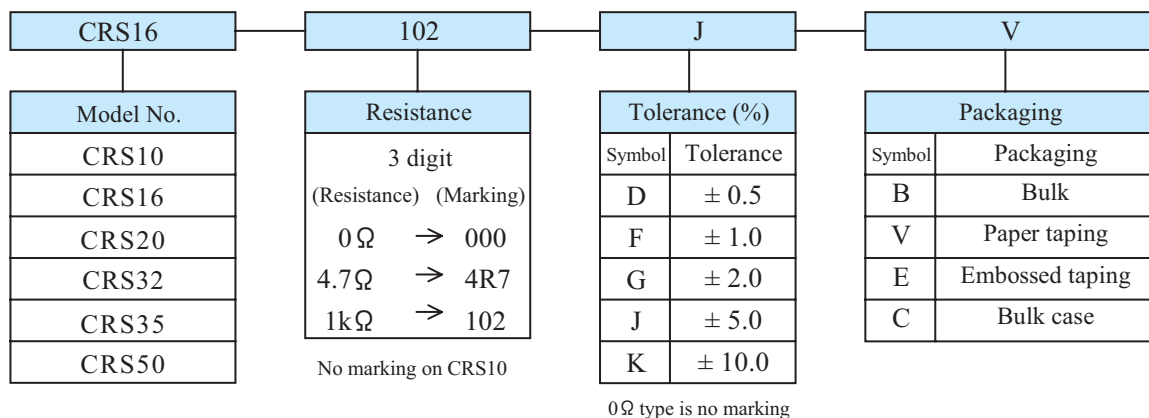 CRS16 102 J V
Model No.
CRS10
CRS16
CRS20
CRS32
CRS35
CRS50
Resistance
3 digit
(Resistance) (Marking)
0Ω → 000
4.7Ω → 4R7
1kΩ → 102
No marking on CRS10
Tolerance (%)
Symbol Tolerance
D ± 0.5
F ± 1.0
G ± 2.0
J ± 5.0
K ± 10.0
0Ω type is no marking
Packaging
Symbol Packaging
B Bulk
V Paper taping
E Embossed taping
C Bulk case